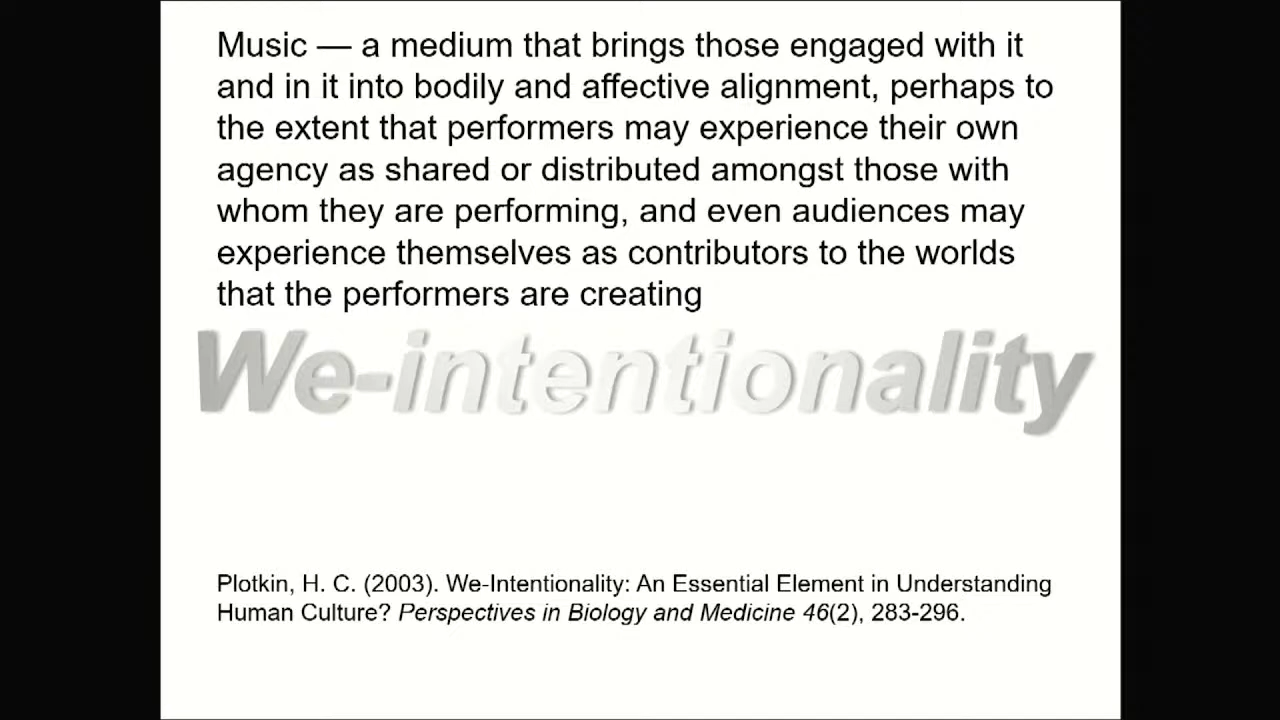 Music — a medium that brings those engaged with it
and in it into bodily and affective alignment, perhaps to
the extent that performers may experience their own
agency as shared or distributed amongst those with
whom they are performing, and even audiences may
experience themselves as contributors to the worlds
that the performers are creating
We-intentionality
Plotkin, H. C. (2003). We-Intentionality: An Essential Element in Understanding
Human Culture? Perspectives in Biology and Medicine 46(2), 283-296.